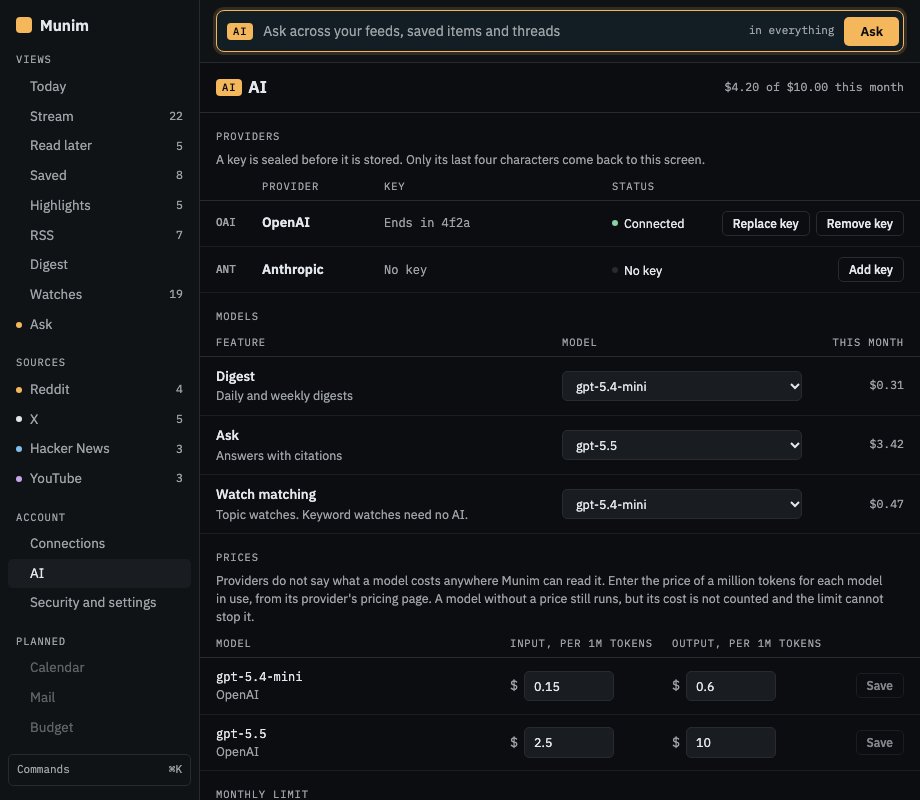 Munim
VIEWS
Today
Stream 22
Read later 5
Saved 8
Highlights 5
RSS 7
Digest
Watches 19
Ask
SOURCES
Reddit 4
X 5
Hacker News 3
YouTube 3
ACCOUNT
Connections
AI
Security and settings
PLANNED
Calendar
Mail
Budget
Commands ⌘K
AI Ask across your feeds, saved items and threads in everything Ask
AI AI $4.20 of $10.00 this month
PROVIDERS
A key is sealed before it is stored. Only its last four characters come back to this screen.
PROVIDER KEY STATUS
OAI OpenAI Ends in 4f2a Connected Replace key Remove key
ANT Anthropic No key No key Add key
MODELS
FEATURE MODEL THIS MONTH
Digest
Daily and weekly digests
gpt-5.4-mini $0.31
Ask
Answers with citations
gpt-5.5 $3.42
Watch matching
Topic watches. Keyword watches need no AI.
gpt-5.4-mini $0.47
PRICES
Providers do not say what a model costs anywhere Munim can read it. Enter the price of a million tokens for each model
in use, from its provider's pricing page. A model without a price still runs, but its cost is not counted and the limit cannot
stop it.
MODEL INPUT, PER 1M TOKENS OUTPUT, PER 1M TOKENS
gpt-5.4-mini
OpenAI
$ 0.15 $ 0.6 Save
gpt-5.5
OpenAI
$ 2.5 $ 10 Save
MONTHLY LIMIT